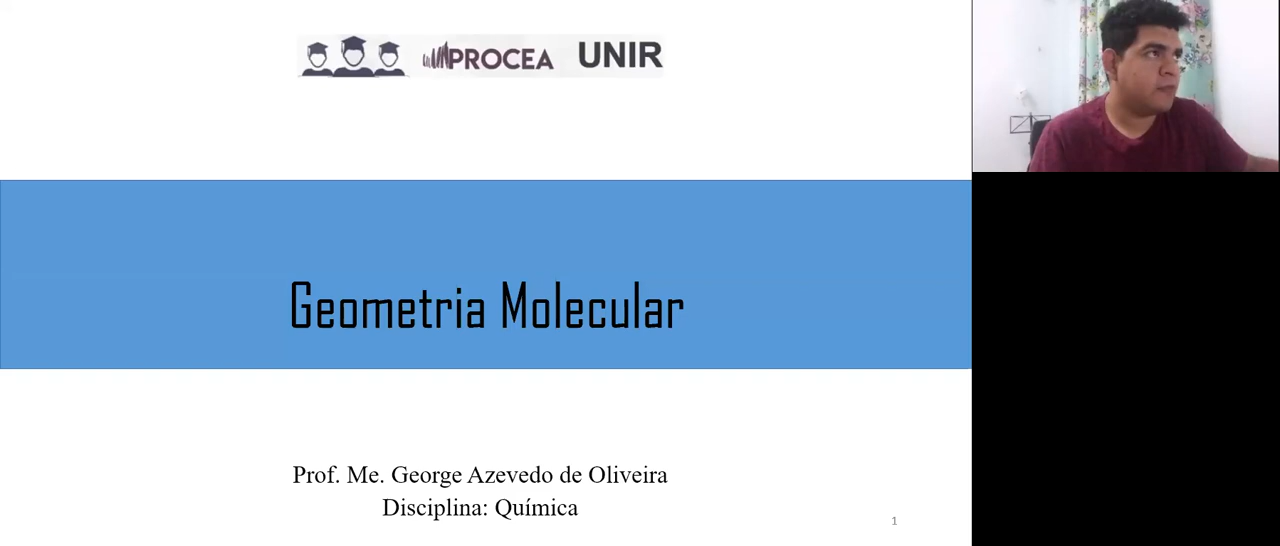 PROCEA UNIR
Geometria Molecular
Prof. Me. George Azevedo de Oliveira
Disciplina: Química
1